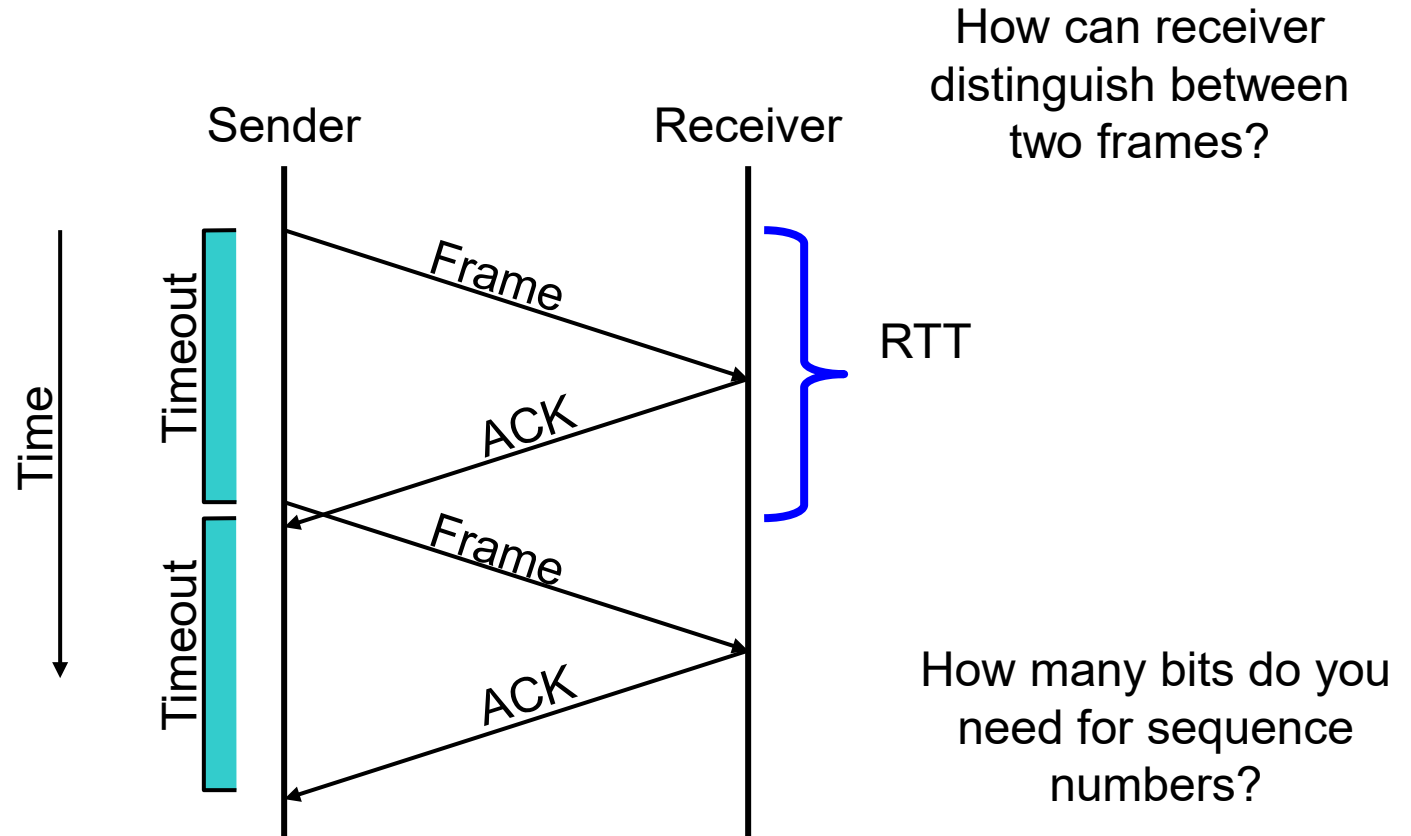 How can receiver
distinguish between
two frames?
Sender
Receiver
Time
Timeout
Frame
RTT
ACK
Timeout
Frame
ACK
How many bits do you
need for sequence
numbers?